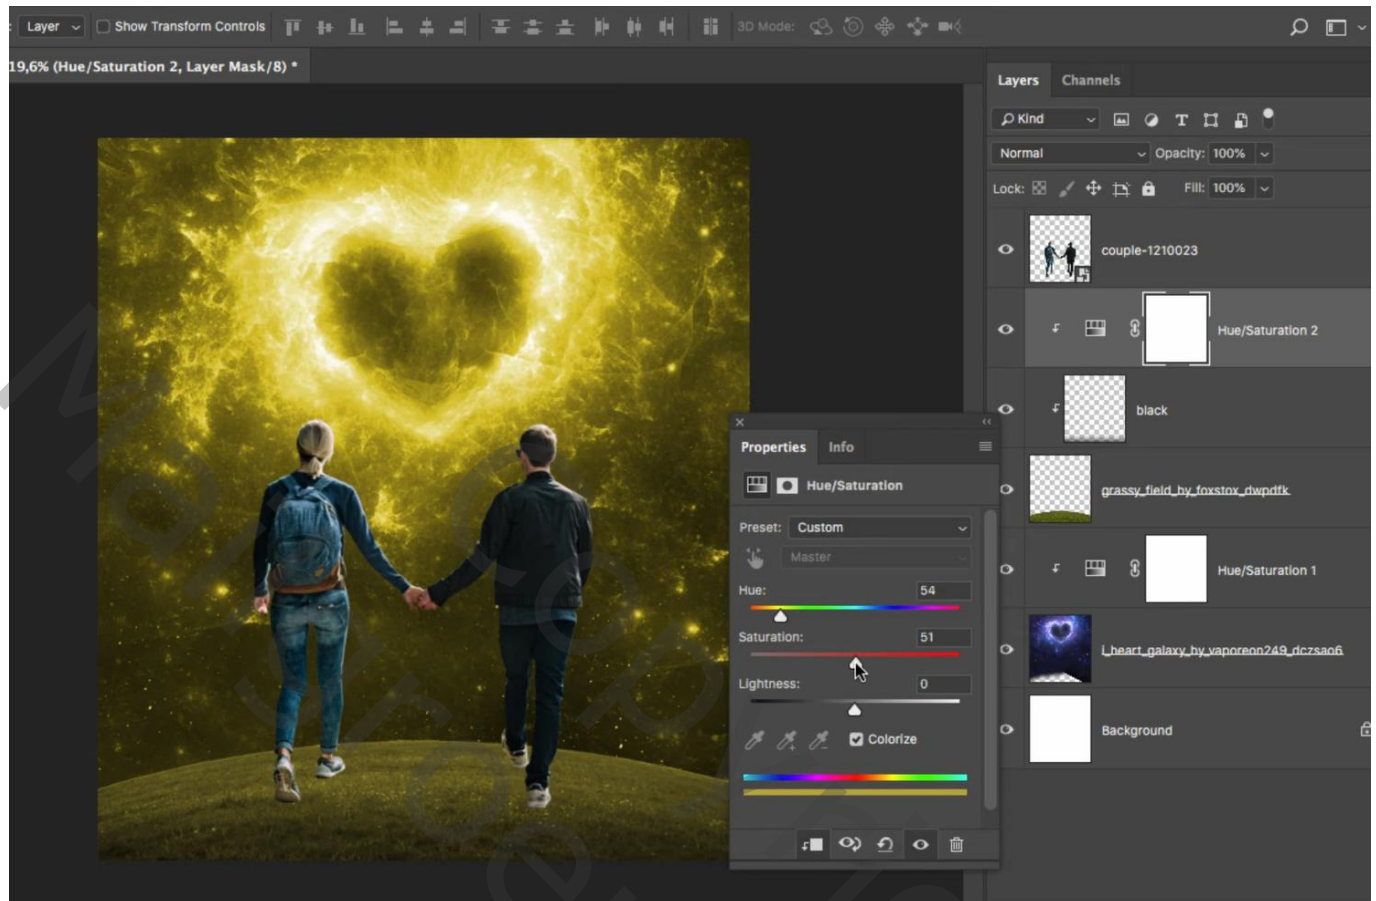 Layer Show Transform Controls 3D Mode:
19,6% (Hue/Saturation 2, Layer Mask/8) *
Layers Channels
Kind
Normal Opacity: 100%
Lock: Fill: 100%
couple-1210023
Hue/Saturation 2
black
Properties Info
Hue/Saturation
grassy_field_by_foxstox_dwpdfk
Preset: Custom
Master
Hue/Saturation 1
Hue: 54
Saturation: 51
i_heart_galaxy_by_vaporeon249_dczsao6
Lightness: 0
Colorize
Background